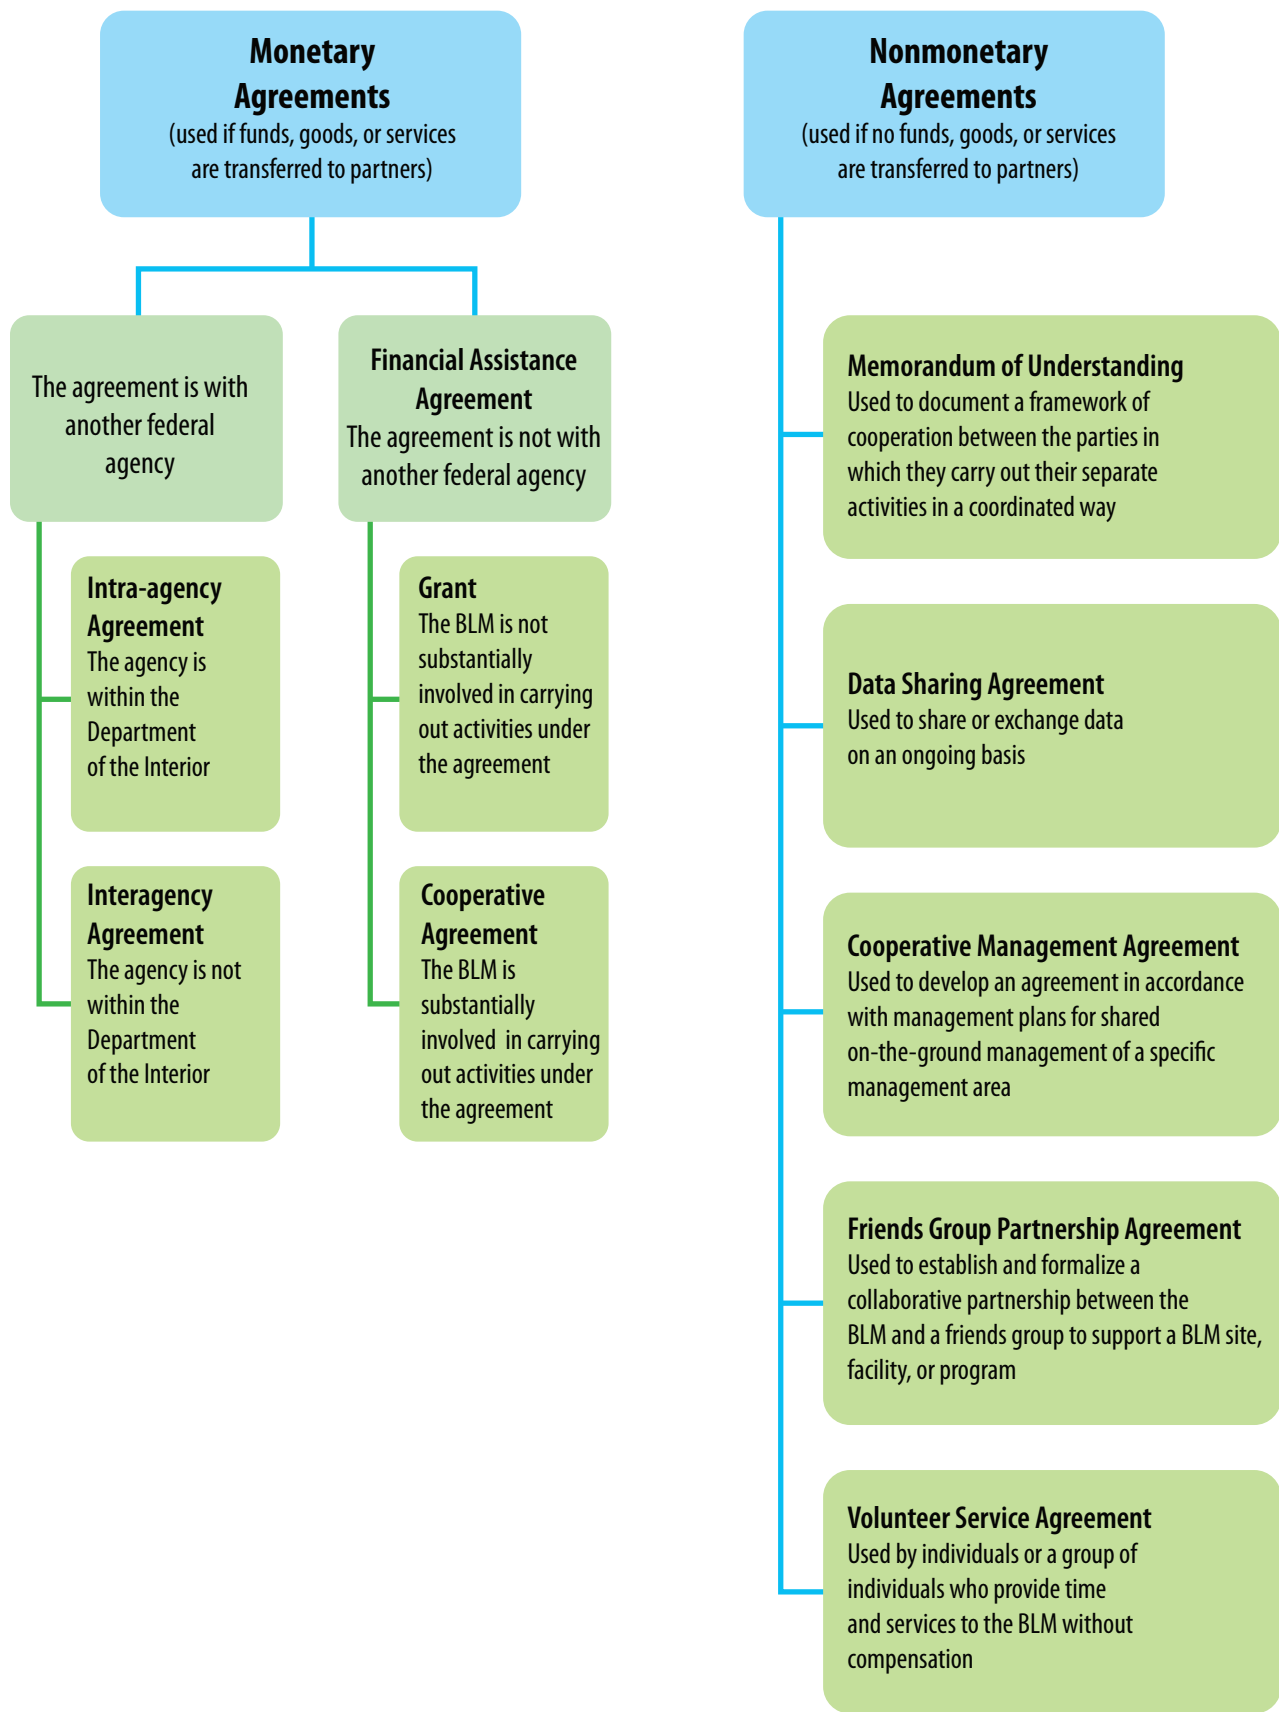 Monetary
Agreements
(used if funds, goods, or services
are transferred to partners)
The agreement is with
another federal
agency
Intra-agency
Agreement
The agency is
within the
Department
of the Interior
Interagency
Agreement
The agency is not
within the
Department
of the Interior
Financial Assistance
Agreement
The agreement is not with
another federal agency
Grant
The BLM is not
substantially
involved in carrying
out activities under
the agreement
Cooperative
Agreement
The BLM is
substantially
involved in carrying
out activities under
the agreement
Nonmonetary
Agreements
(used if no funds, goods, or services
are transferred to partners)
Memorandum of Understanding
Used to document a framework of
cooperation between the parties in
which they carry out their separate
activities in a coordinated way
Data Sharing Agreement
Used to share or exchange data
on an ongoing basis
Cooperative Management Agreement
Used to develop an agreement in accordance
with management plans for shared
on-the-ground management of a specific
management area
Friends Group Partnership Agreement
Used to establish and formalize a
collaborative partnership between the
BLM and a friends group to support a BLM site,
facility, or program
Volunteer Service Agreement
Used by individuals or a group of
individuals who provide time
and services to the BLM without
compensation